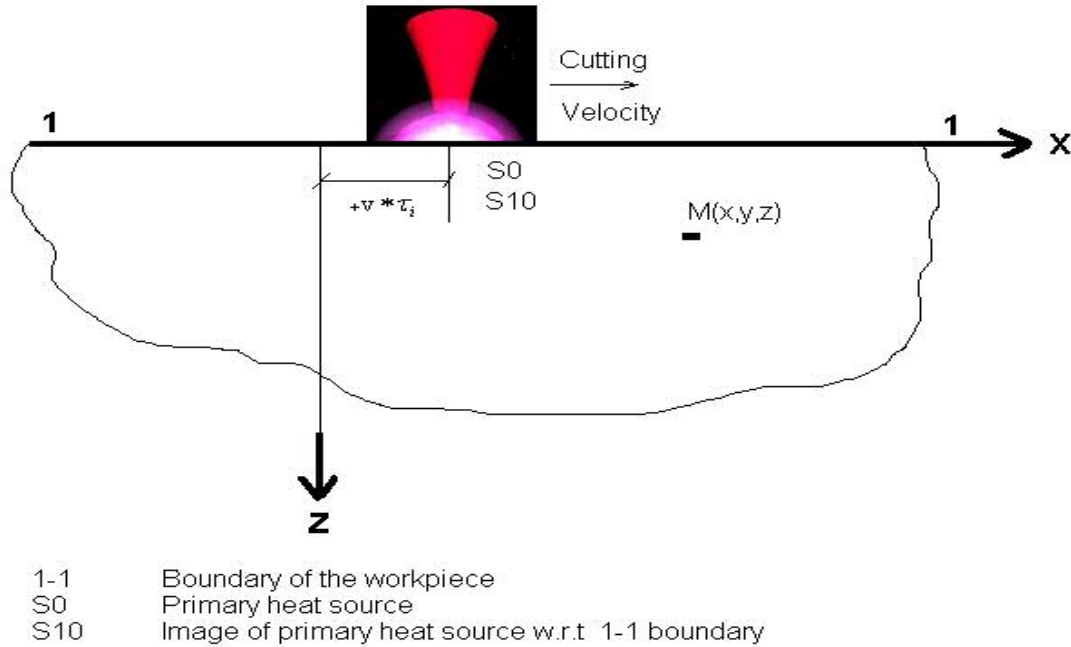 Cutting
Velocity
1
1
X
S0
S10
+v * τᵢ
M(x,y,z)
z
1-1 Boundary of the workpiece
S0 Primary heat source
S10 Image of primary heat source w.r.t 1-1 boundary